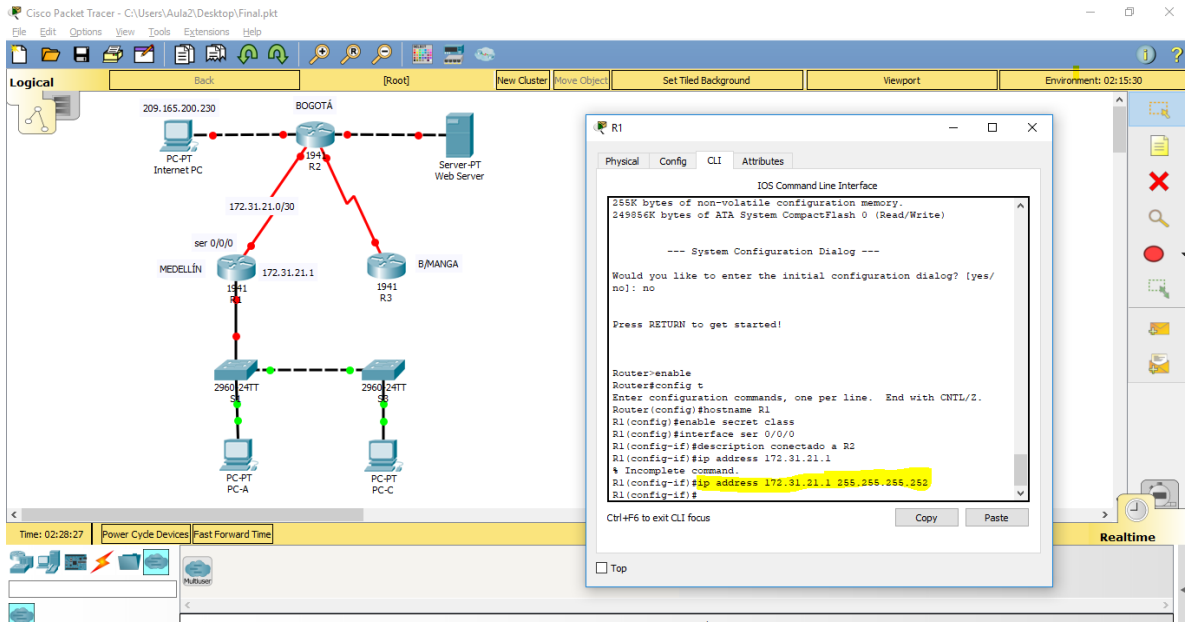 Cisco Packet Tracer - C:\Users\Aula2\Desktop\Final.pkt
File Edit Options View Tools Extensions Help
Logical Back [Root] New Cluster Move Object Set Tiled Background Viewport Environment: 02:15:30
209.165.200.230
BOGOTÁ
PC-PT
Internet PC
1941
R2
Server-PT
Web Server
172.31.21.0/30
ser 0/0/0
MEDELLÍN
172.31.21.1
1941
R1
B/MANGA
1941
R3
2960-24TT
S1
2960-24TT
S3
PC-PT
PC-A
PC-PT
PC-C
R1
Physical Config CLI Attributes
IOS Command Line Interface
255K bytes of non-volatile configuration memory.
249856K bytes of ATA System CompactFlash 0 (Read/Write)
--- System Configuration Dialog ---
Would you like to enter the initial configuration dialog? [yes/
no]: no
Press RETURN to get started!
Router>enable
Router#config t
Enter configuration commands, one per line. End with CNTL/Z.
Router(config)#hostname R1
R1(config)#enable secret class
R1(config)#interface ser 0/0/0
R1(config-if)#description conectado a R2
R1(config-if)#ip address 172.31.21.1
% Incomplete command.
R1(config-if)#ip address 172.31.21.1 255.255.255.252
R1(config-if)#
Ctrl+F6 to exit CLI focus
Copy Paste
Top
Time: 02:28:27 Power Cycle Devices Fast Forward Time
Realtime
Multiuser